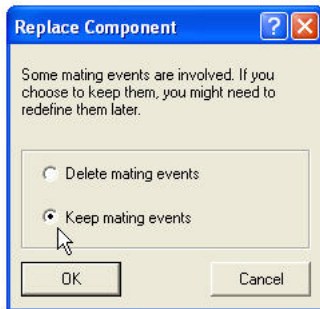 Replace Component
Some mating events are involved. If you
choose to keep them, you might need to
redefine them later.
Delete mating events
Keep mating events
OK
Cancel